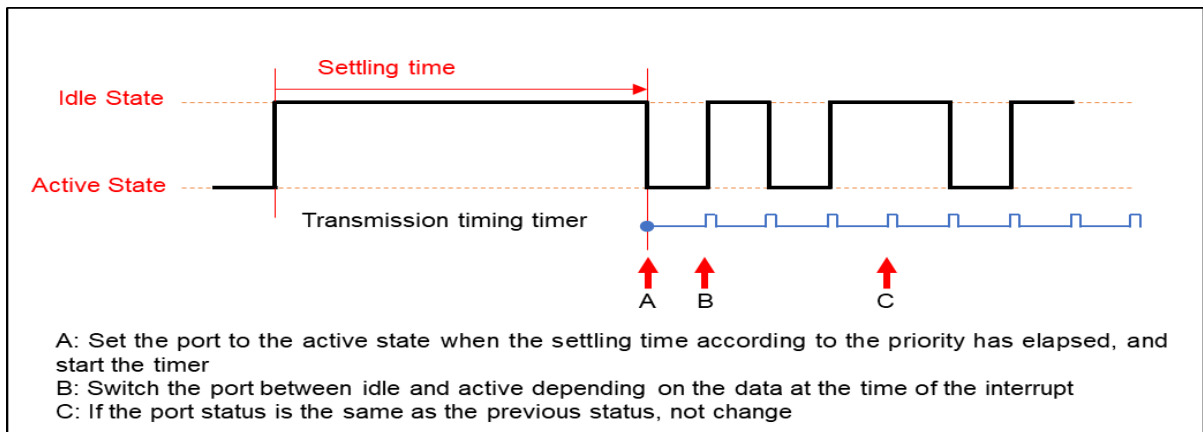 Settling time
Idle State
Active State
Transmission timing timer
A
B
C
A: Set the port to the active state when the settling time according to the priority has elapsed, and
start the timer
B: Switch the port between idle and active depending on the data at the time of the interrupt
C: If the port status is the same as the previous status, not change